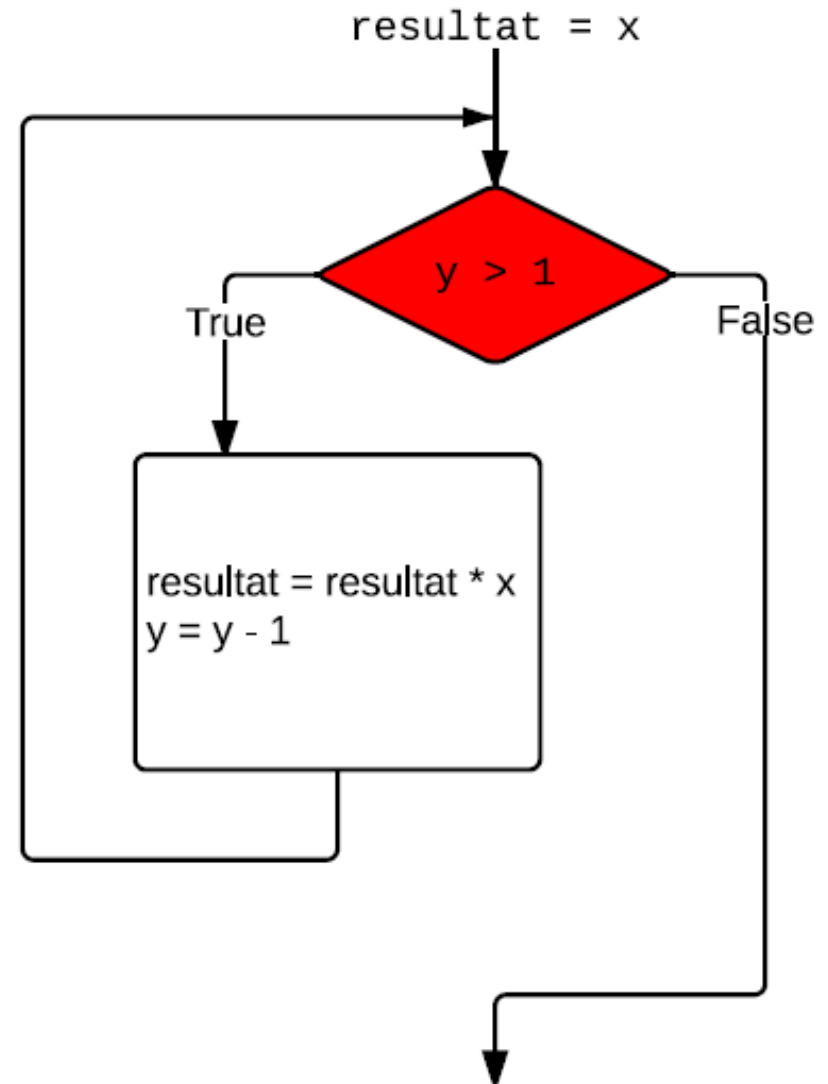 resultat = x
y > 1
True
False
resultat = resultat * x
y = y - 1